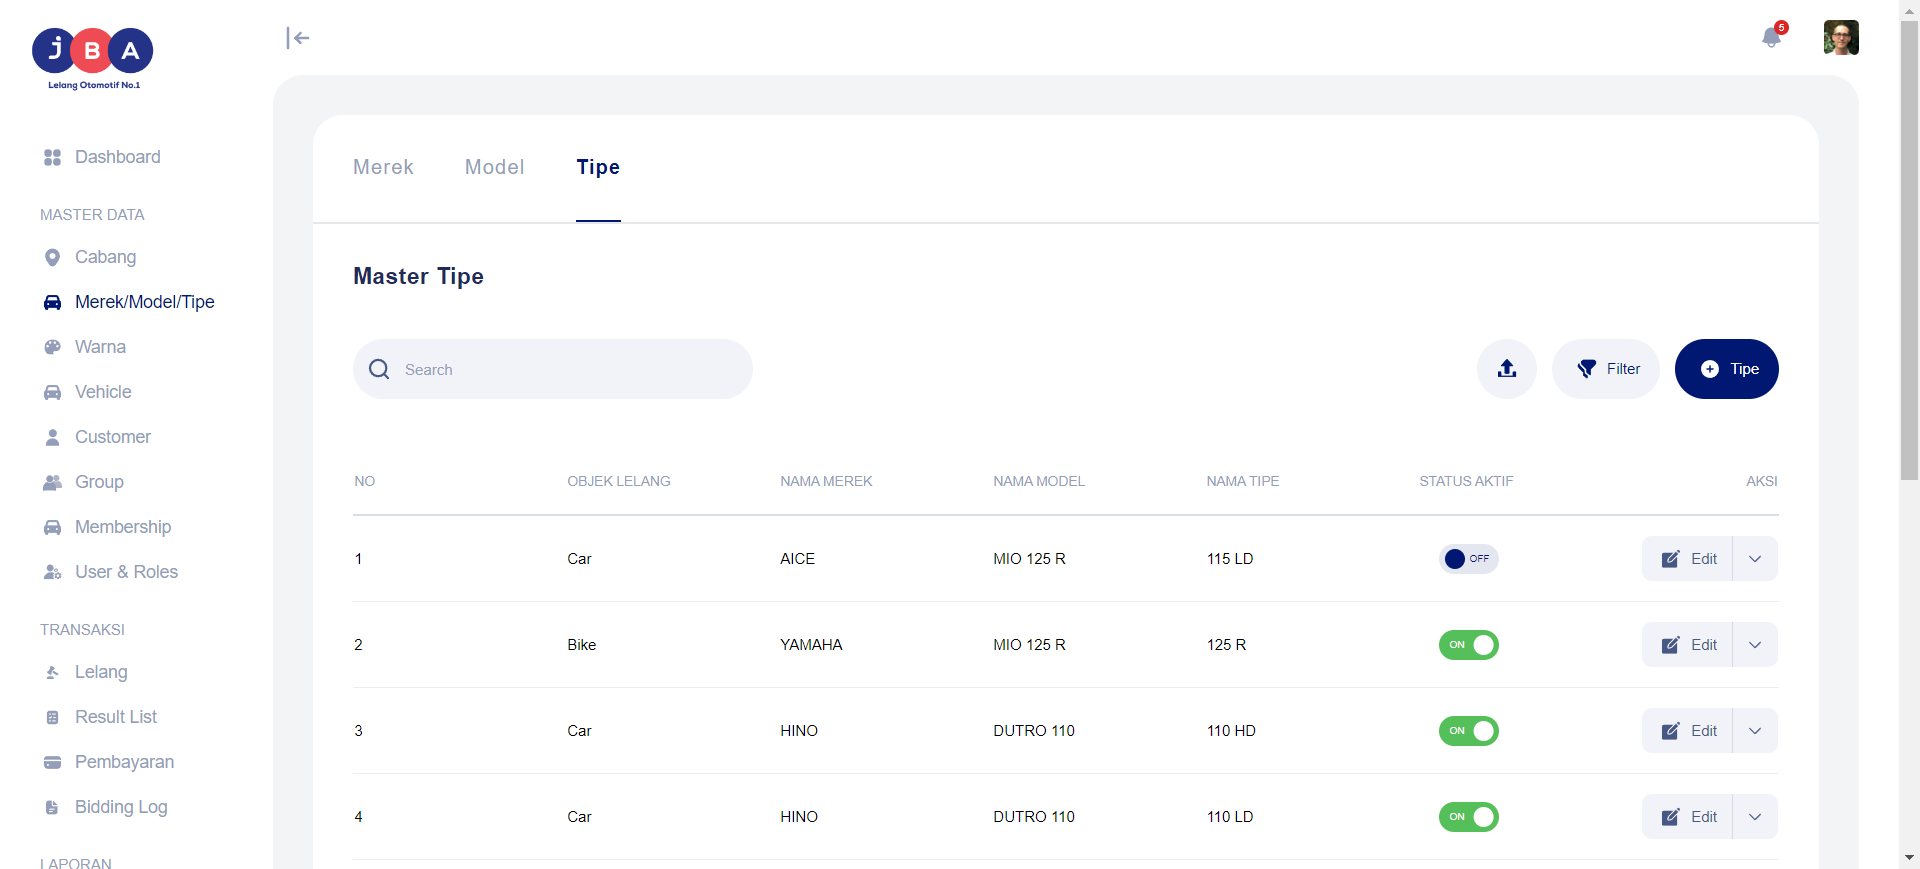 JBA
Lelang Otomotif No.1
5
Dashboard
MASTER DATA
Cabang
Merek/Model/Tipe
Warna
Vehicle
Customer
Group
Membership
User & Roles
TRANSAKSI
Lelang
Result List
Pembayaran
Bidding Log
LAPORAN
Merek Model Tipe
Master Tipe
Search Filter Tipe
NO OBJEK LELANG NAMA MEREK NAMA MODEL NAMA TIPE STATUS AKTIF AKSI
1 Car AICE MIO 125 R 115 LD OFF Edit
2 Bike YAMAHA MIO 125 R 125 R ON Edit
3 Car HINO DUTRO 110 110 HD ON Edit
4 Car HINO DUTRO 110 110 LD ON Edit